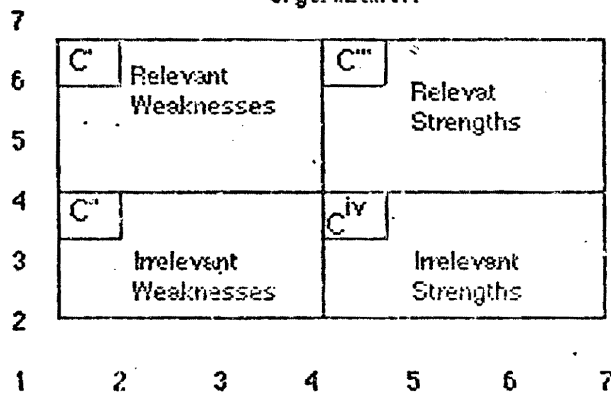 7
6
C' Relevant Weaknesses
C''' Relevat Strengths
5
4
C'' Irrelevant Weaknesses
C iv Irrelevant Strengths
3
2
1 2 3 4 5 6 7